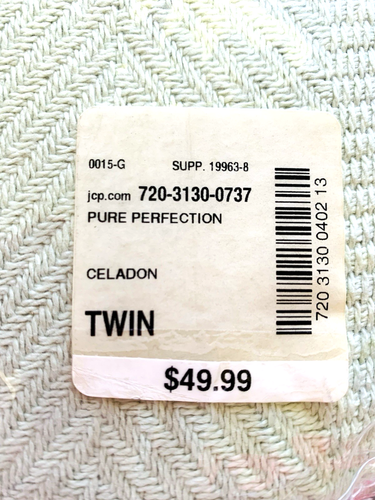 0015-G SUPP. 19963-8
jcp.com 720-3130-0737
PURE PERFECTION
CELADON
TWIN
$49.99
720 3130 0402 13